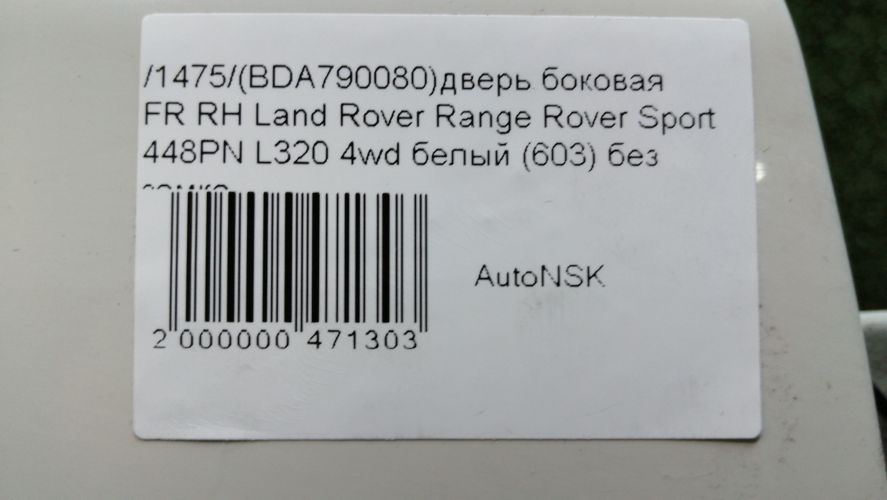 /1475/(BDA790080)дверь боковая
FR RH Land Rover Range Rover Sport
448PN L320 4wd белый (603) без
AutoNSK
2 000000 471303